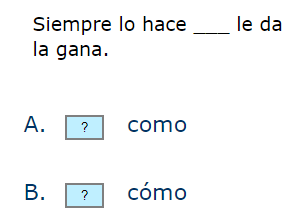 Siempre lo hace ___ le da
la gana.
A. ? como
B. ? cómo